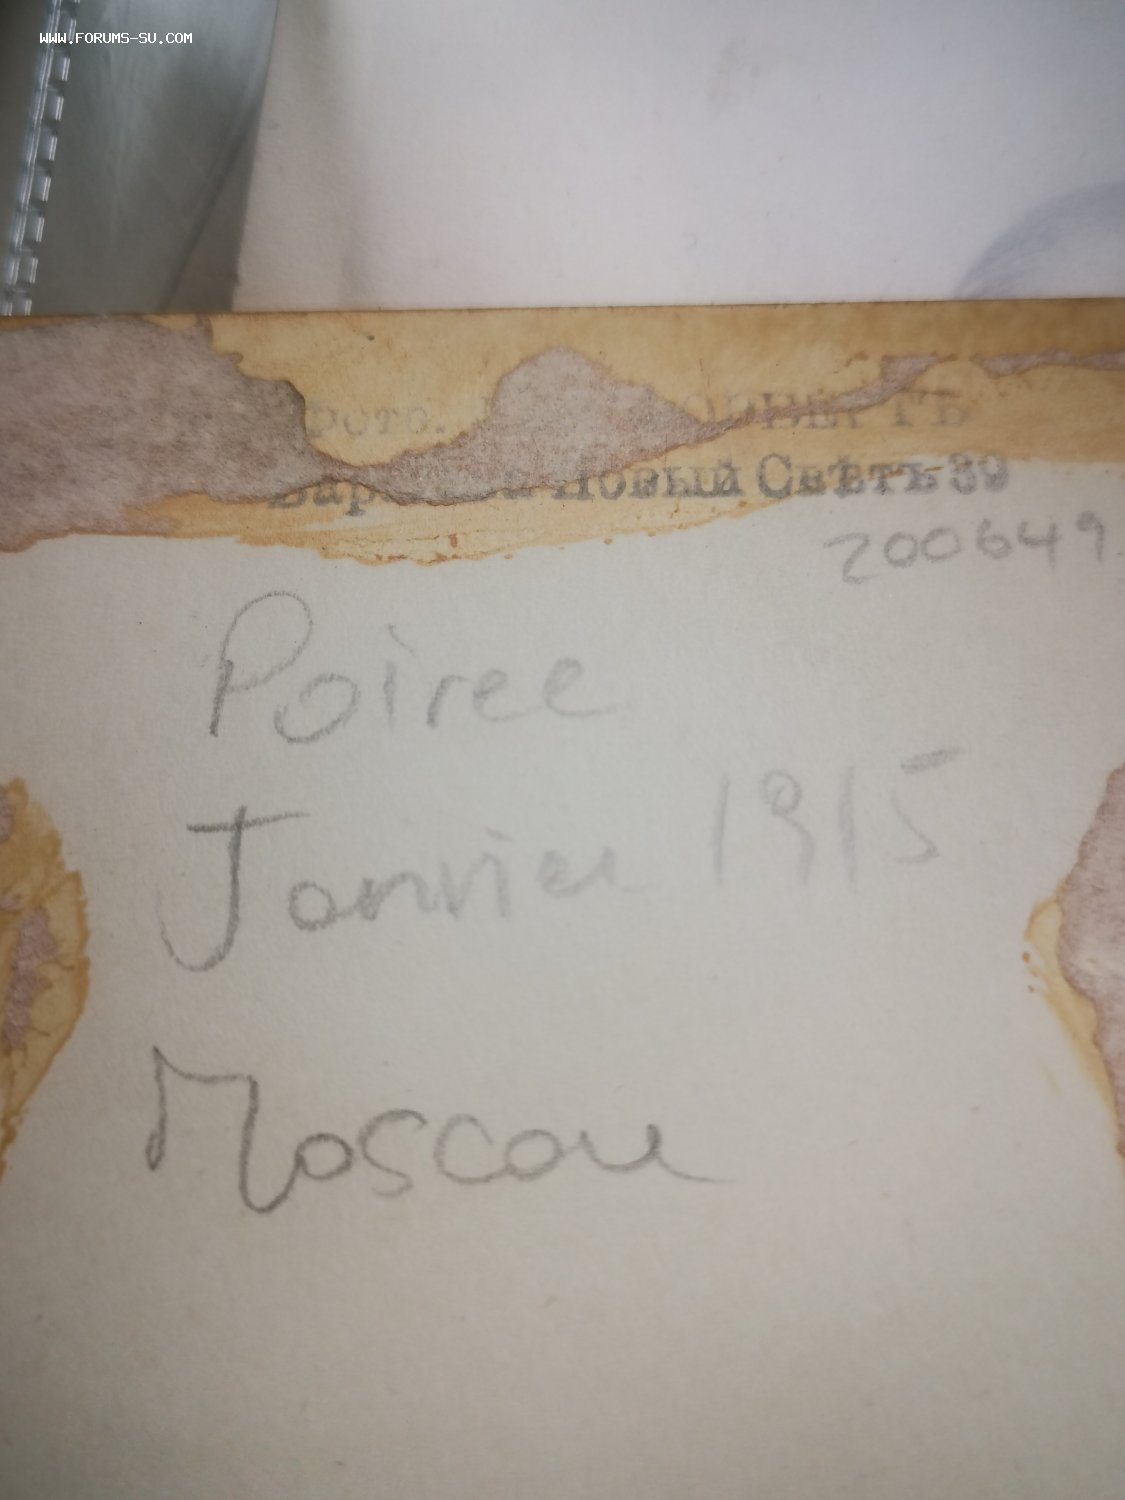 WWW.FORUMS-SU.COM
Новый Свѣтъ 39
200649
Poiree
Janvier 1915
Moscou